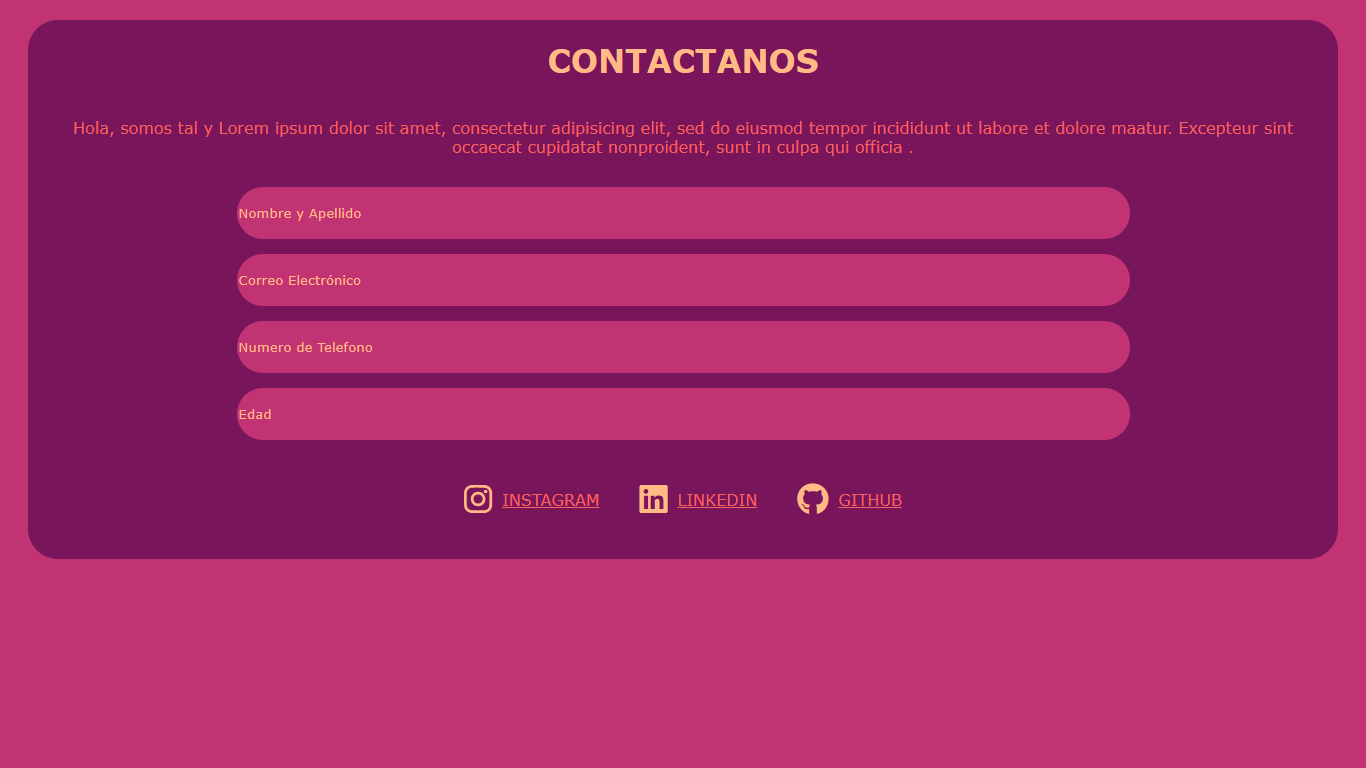 CONTACTANOS
Hola, somos tal y Lorem ipsum dolor sit amet, consectetur adipisicing elit, sed do eiusmod tempor incididunt ut labore et dolore maatur. Excepteur sint
occaecat cupidatat nonproident, sunt in culpa qui officia .
Nombre y Apellido
Correo Electrónico
Numero de Telefono
Edad
INSTAGRAM LINKEDIN GITHUB